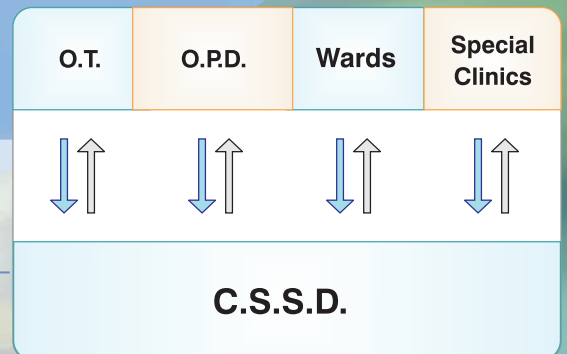 O.T.
O.P.D.
Wards
Special
Clinics
C.S.S.D.